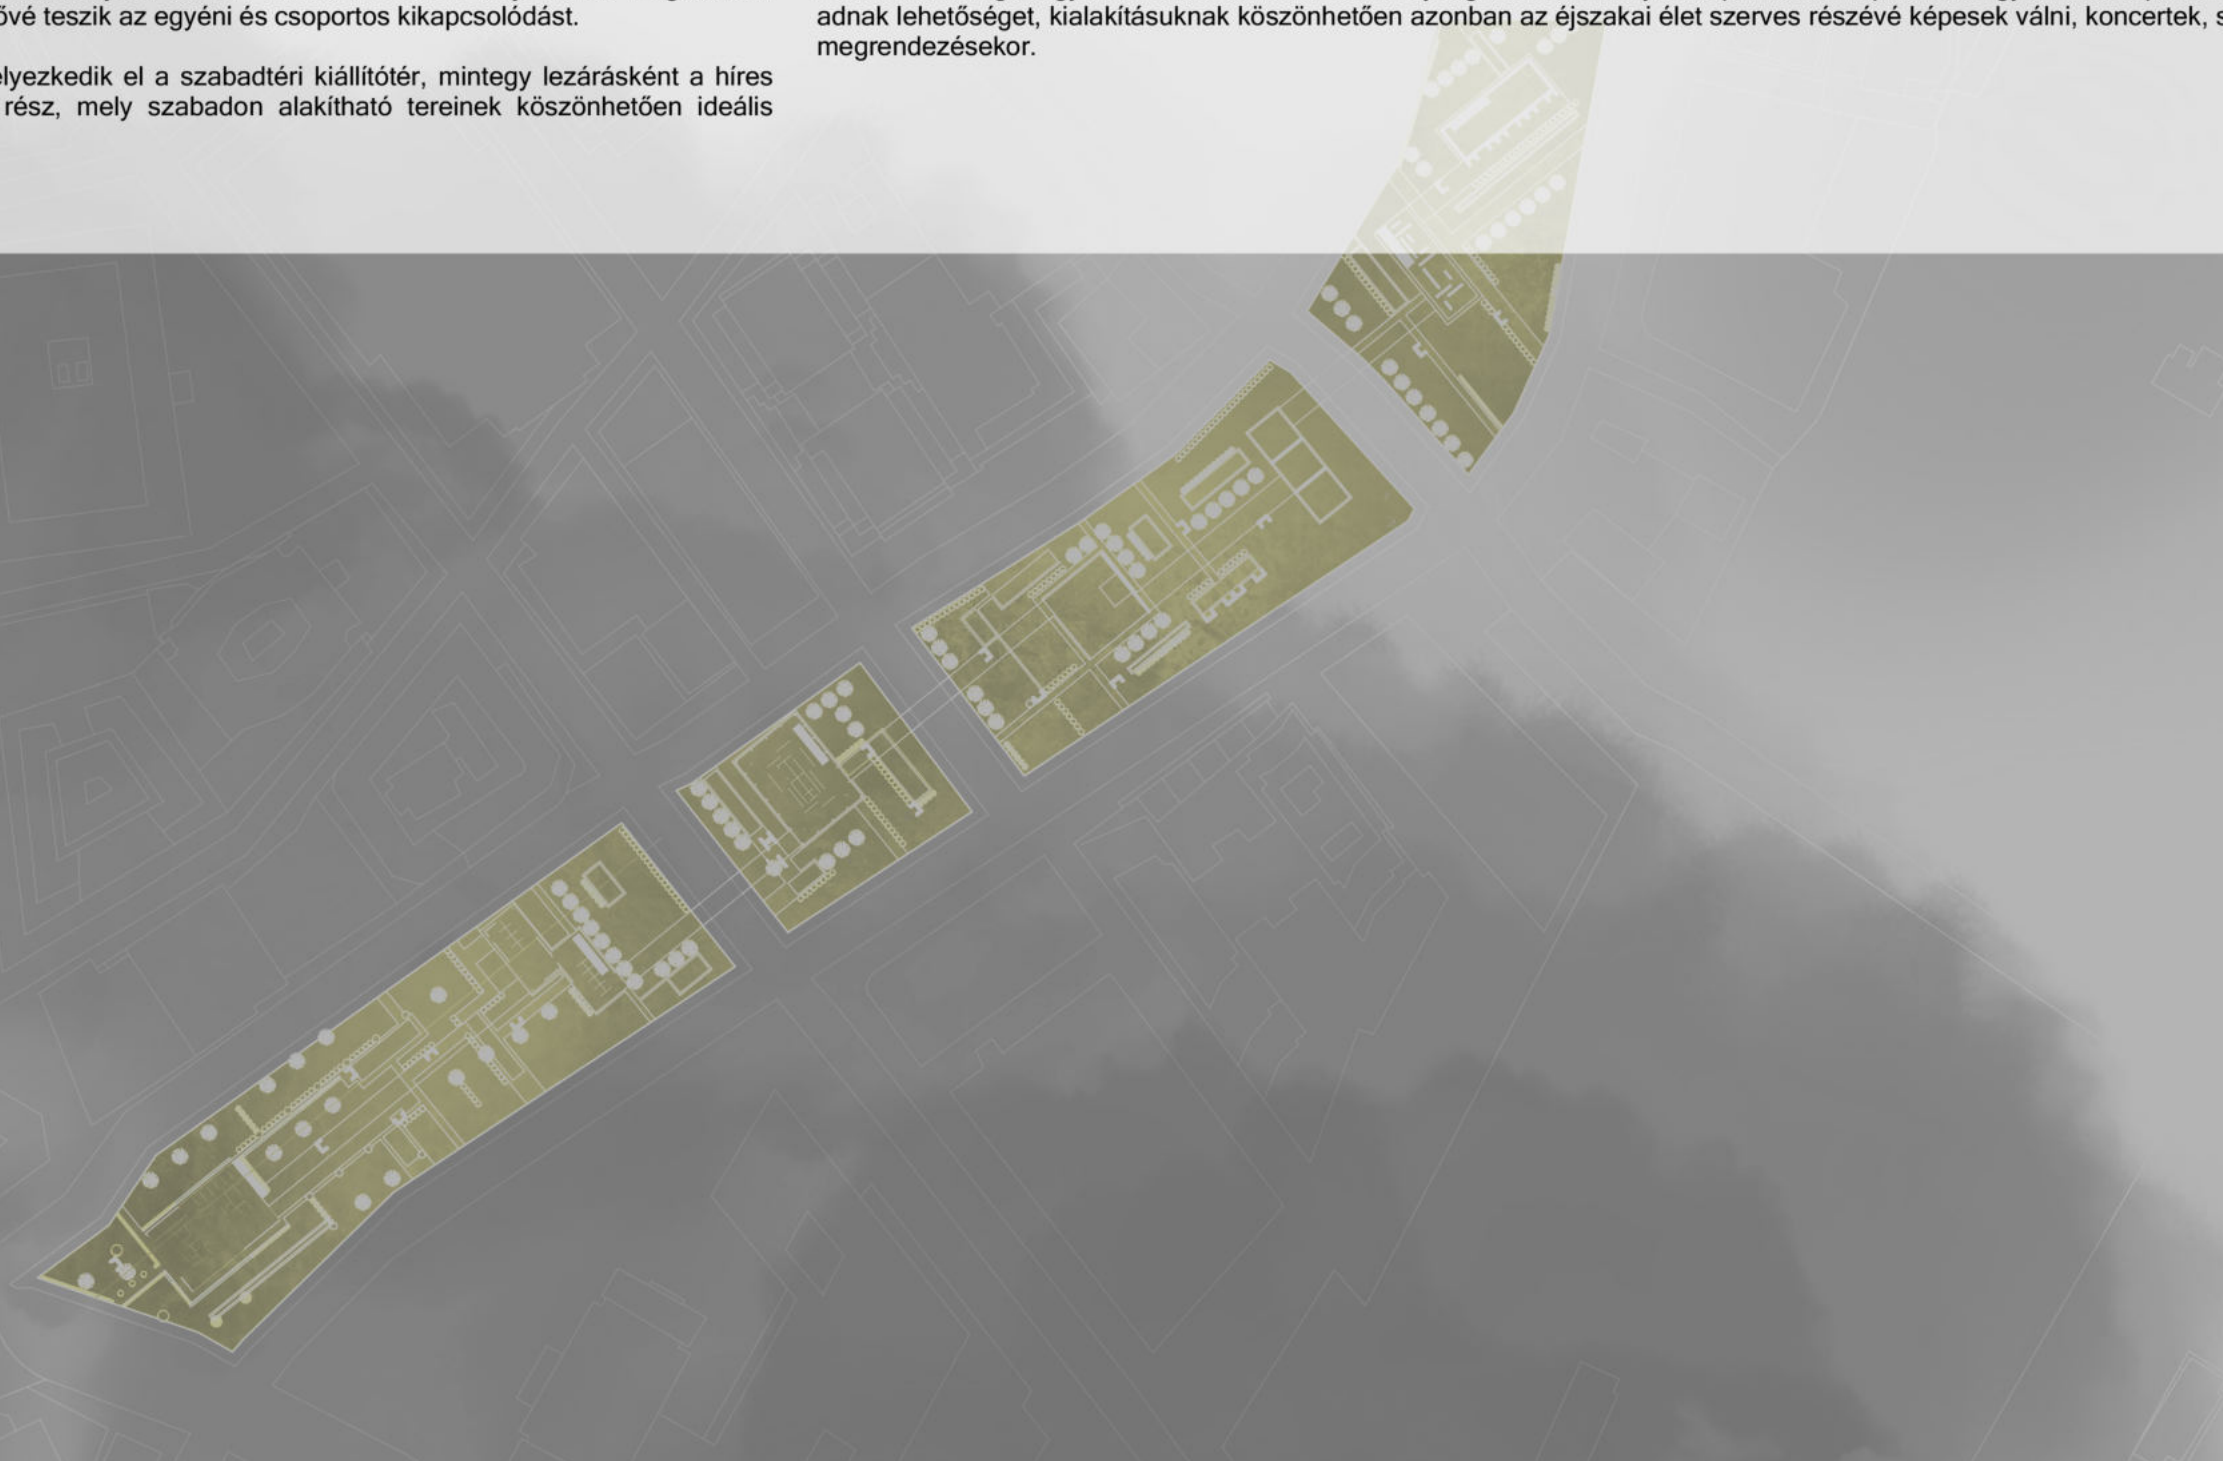 ővé teszik az egyéni és csoportos kikapcsolódást.
elyezkedik el a szabadtéri kiállítótér, mintegy lezárásként a híres
rész, mely szabadon alakítható tereinek köszönhetően ideális
adnak lehetőséget, kialakításuknak köszönhetően azonban az éjszakai élet szerves részévé képesek válni, koncertek, s
megrendezésekor.